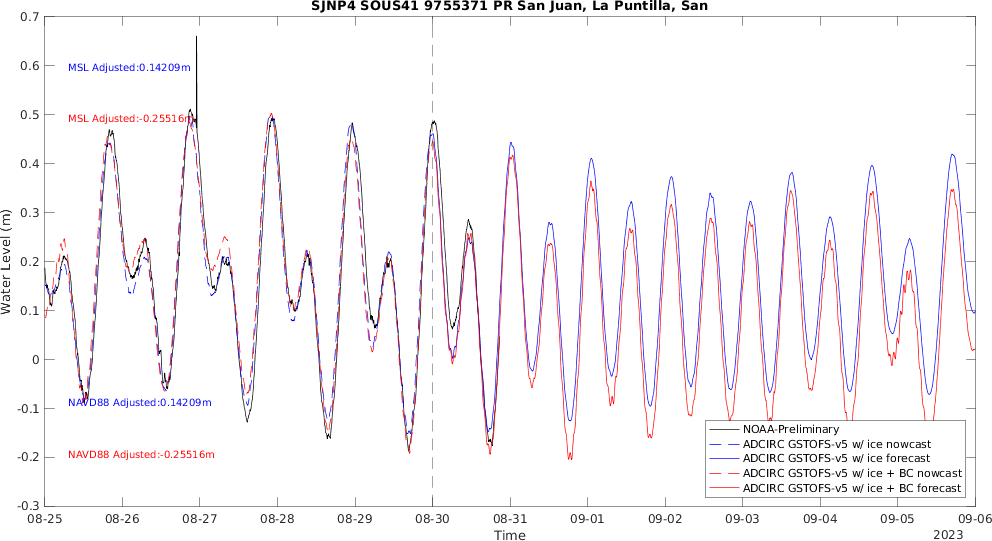 SJNP4 SOUS41 9755371 PR San Juan, La Puntilla, San
0.7
0.6
0.5
0.4
0.3
0.2
0.1
0
-0.1
-0.2
-0.3
Water Level (m)
MSL Adjusted:0.14209m
MSL Adjusted:-0.25516m
NAVD88 Adjusted:0.14209m
NAVD88 Adjusted:-0.25516m
NOAA-Preliminary
ADCIRC GSTOFS-v5 w/ ice nowcast
ADCIRC GSTOFS-v5 w/ ice forecast
ADCIRC GSTOFS-v5 w/ ice + BC nowcast
ADCIRC GSTOFS-v5 w/ ice + BC forecast
08-25 08-26 08-27 08-28 08-29 08-30 08-31 09-01 09-02 09-03 09-04 09-05 09-06
Time
2023